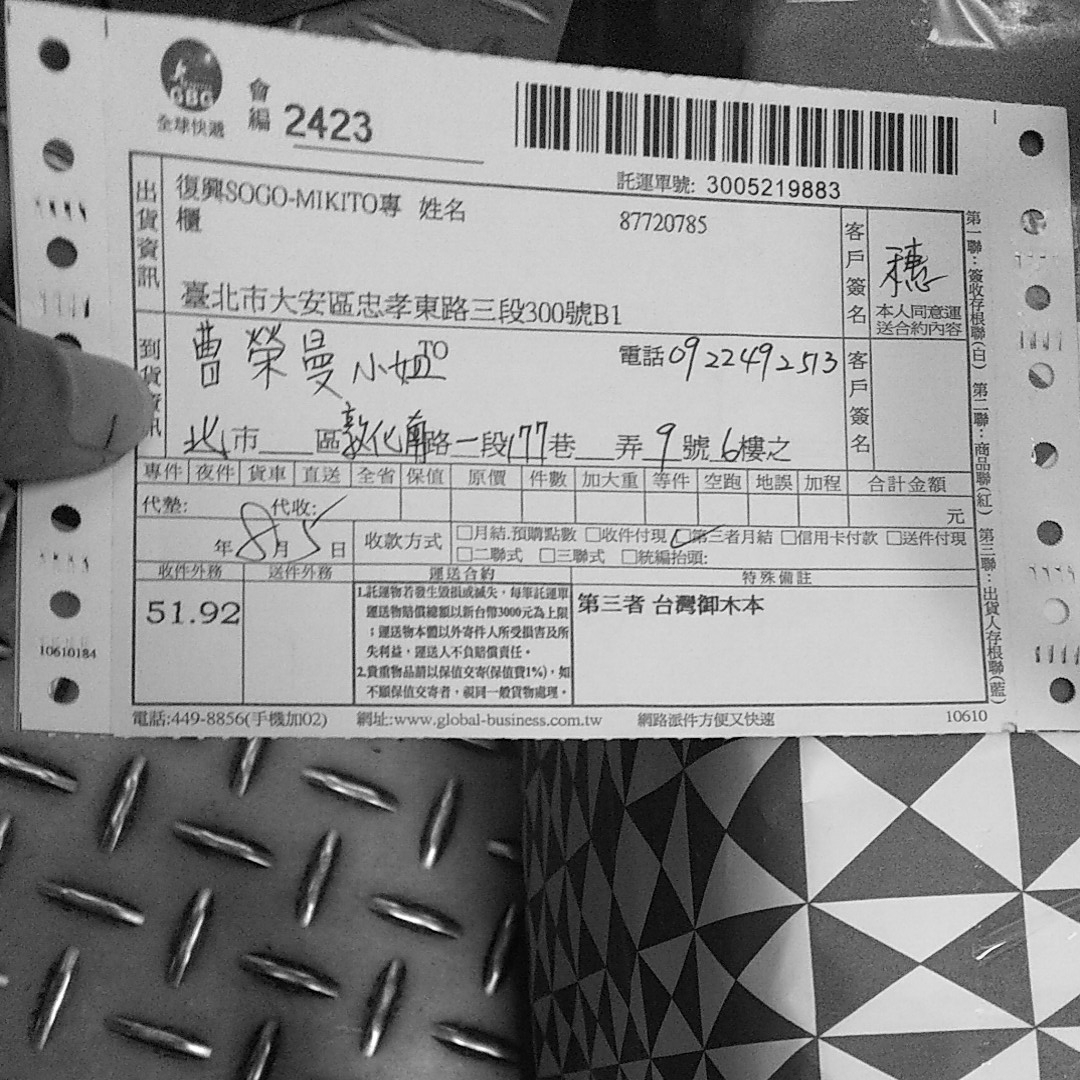 GBG
全球快遞
會編 2423
託運單號: 3005219883
出貨資訊
復興SOGO-MIKITO專櫃 姓名
87720785
臺北市大安區忠孝東路三段300號B1
客戶簽名
穗
本人同意運送合約內容
到貨資訊
曹榮曼小姐 TO
電話0922492513
北市 區敦化南路一段177巷 弄9號6樓之
客戶簽名
專件 夜件 貨車 直送 全省 保值 原價 件數 加大重 等件 空跑 地誤 加程 合計金額
代墊: 代收: 元
年8月5日
收款方式
□月結.預購點數 □收件付現 □第三者月結 □信用卡付款 □送件付現
□二聯式 □三聯式 □統編抬頭:
收件外務 送件外務 運送合約 特殊備註
51.92
1.託運物若發生毀損或滅失，每筆託運單
運送物賠償總額以新台幣3000元為上限
；運送物本體以外寄件人所受損害及所
失利益，運送人不負賠償責任。
2.貴重物品請以保值交寄(保值費1%)，如
不願保值交寄者，視同一般貨物處理。
第三者 台灣御木本
第一聯：簽收存根聯(白) 第二聯：商品聯(紅) 第三聯：出貨人存根聯(藍)
10610184
電話:449-8856(手機加02) 網址:www.global-business.com.tw 網路派件方便又快速 10610